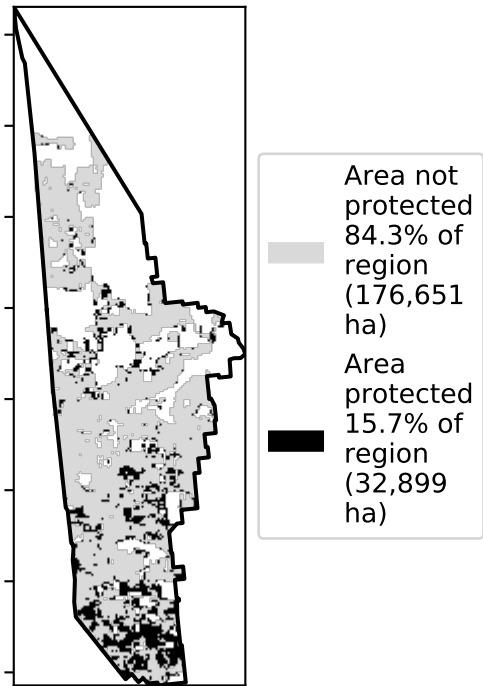 Area not
protected
84.3% of
region
(176,651
ha)
Area
protected
15.7% of
region
(32,899
ha)